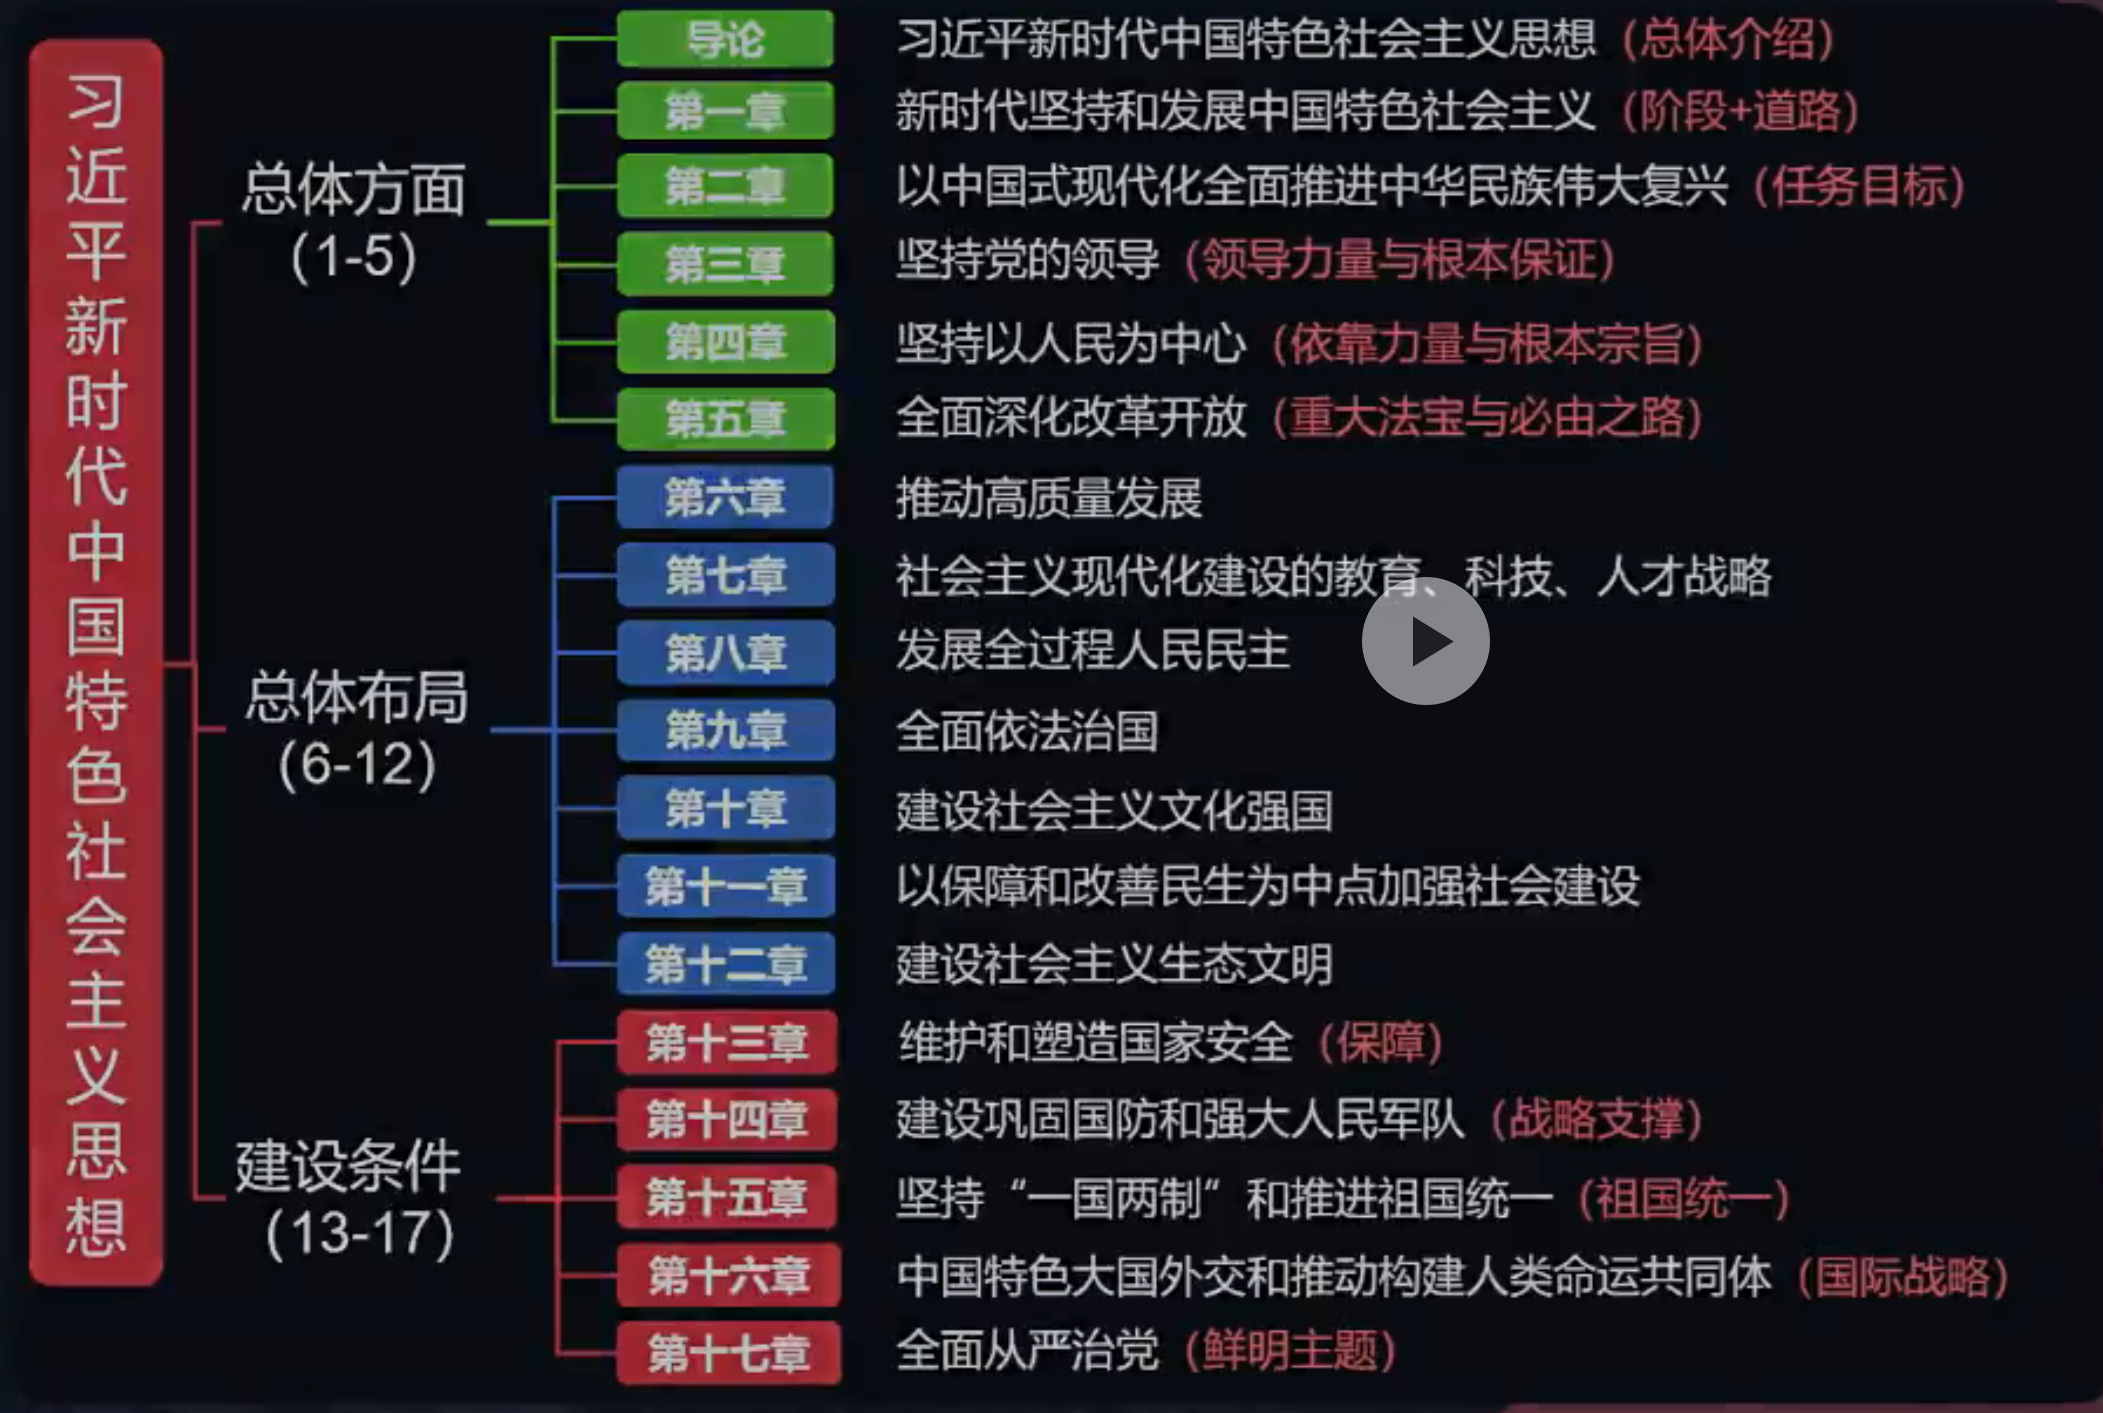 习近平新时代中国特色社会主义思想
总体方面
（1-5）
导论 习近平新时代中国特色社会主义思想（总体介绍）
第一章 新时代坚持和发展中国特色社会主义（阶段+道路）
第二章 以中国式现代化全面推进中华民族伟大复兴（任务目标）
第三章 坚持党的领导（领导力量与根本保证）
第四章 坚持以人民为中心（依靠力量与根本宗旨）
第五章 全面深化改革开放（重大法宝与必由之路）
总体布局
（6-12）
第六章 推动高质量发展
第七章 社会主义现代化建设的教育、科技、人才战略
第八章 发展全过程人民民主
第九章 全面依法治国
第十章 建设社会主义文化强国
第十一章 以保障和改善民生为中点加强社会建设
第十二章 建设社会主义生态文明
建设条件
（13-17）
第十三章 维护和塑造国家安全（保障）
第十四章 建设巩固国防和强大人民军队（战略支撑）
第十五章 坚持“一国两制”和推进祖国统一（祖国统一）
第十六章 中国特色大国外交和推动构建人类命运共同体（国际战略）
第十七章 全面从严治党（鲜明主题）